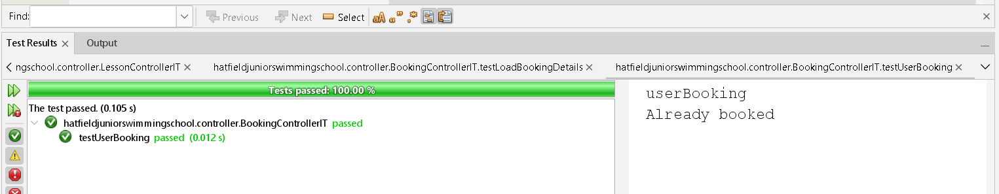 Find: Previous Next Select
Test Results Output
ngschool.controller.LessonControllerIT hatfieldjuniorswimmingschool.controller.BookingControllerIT.testLoadBookingDetails hatfieldjuniorswimmingschool.controller.BookingControllerIT.testUserBooking
Tests passed: 100.00 %
The test passed. (0.105 s)
hatfieldjuniorswimmingschool.controller.BookingControllerIT passed
testUserBooking passed (0.012 s)
userBooking
Already booked